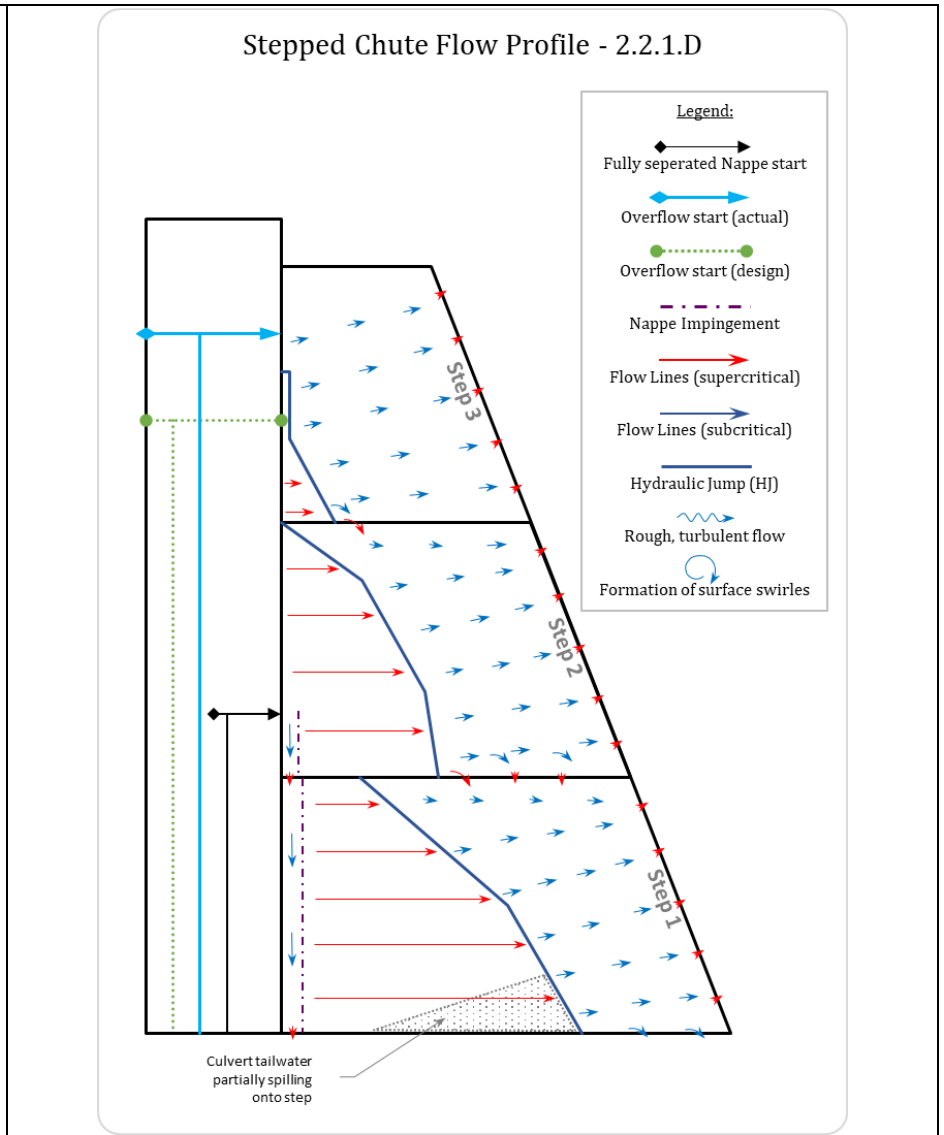 Stepped Chute Flow Profile - 2.2.1.D
Legend:
Fully seperated Nappe start
Overflow start (actual)
Overflow start (design)
Nappe Impingement
Flow Lines (supercritical)
Flow Lines (subcritical)
Hydraulic Jump (HJ)
Rough, turbulent flow
Formation of surface swirles
Step 3
Step 2
Step 1
Culvert tailwater
partially spilling
onto step